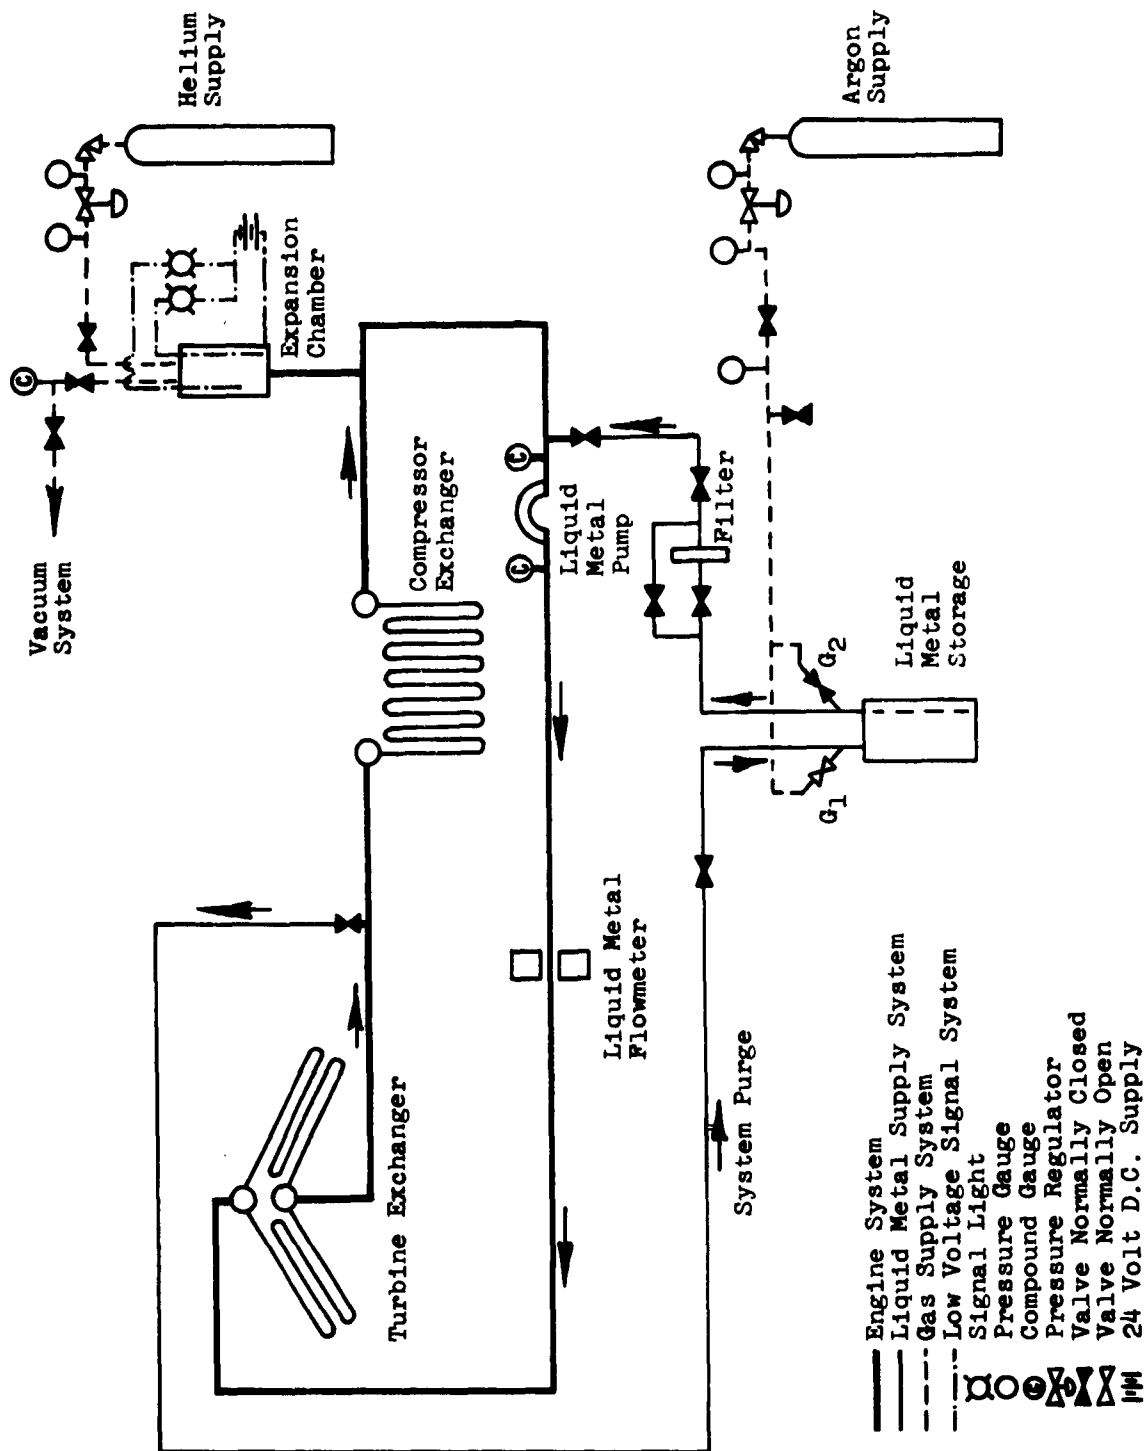 Helium
Supply
Vacuum
System
Expansion
Chamber
C
Compressor
Exchanger
C
C
Liquid
Metal
Pump
Filter
Argon
Supply
Turbine Exchanger
Liquid Metal
Flowmeter
System Purge
G1
G2
Liquid
Metal
Storage
Engine System
Liquid Metal Supply System
Gas Supply System
Low Voltage Signal System
Signal Light
Pressure Gauge
C Compound Gauge
Pressure Regulator
Valve Normally Closed
Valve Normally Open
24 Volt D.C. Supply